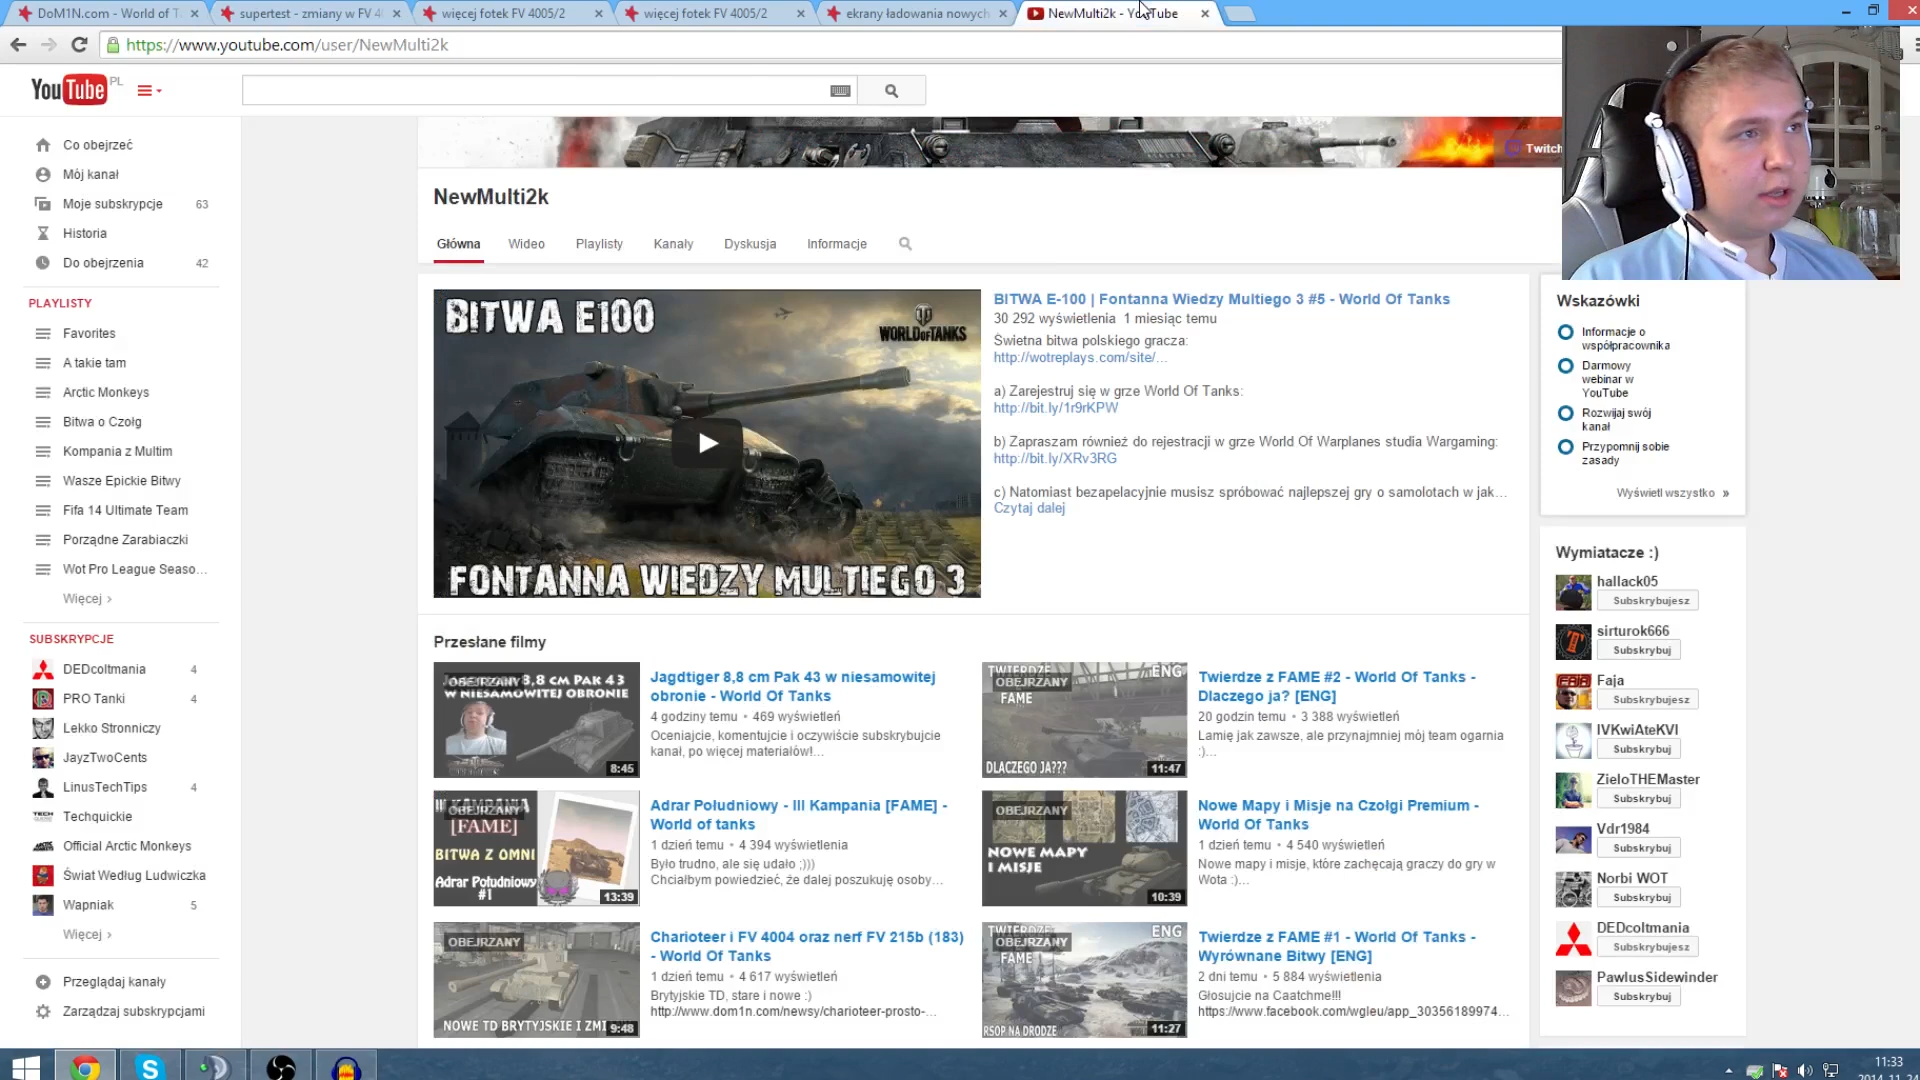 DoM1N.com - World of T
supertest - zmiany w FV 4
więcej fotek FV 4005/2
więcej fotek FV 4005/2
ekrany ładowania nowych
NewMulti2k - YouTube
https://www.youtube.com/user/NewMulti2k
YouTube PL
Co obejrzeć
Mój kanał
Moje subskrypcje 63
Historia
Do obejrzenia 42
PLAYLISTY
Favorites
A takie tam
Arctic Monkeys
Bitwa o Czołg
Kompania z Multim
Wasze Epickie Bitwy
Fifa 14 Ultimate Team
Porządne Zarabiaczki
Wot Pro League Seaso...
Więcej ›
SUBSKRYPCJE
DEDcoltmania 4
PRO Tanki 4
Lekko Stronniczy
JayzTwoCents
LinusTechTips 4
Techquickie
Official Arctic Monkeys
Świat Według Ludwiczka
Wapniak 5
Więcej ›
Przeglądaj kanały
Zarządzaj subskrypcjami
Twitch
NewMulti2k
Główna Wideo Playlisty Kanały Dyskusja Informacje
BITWA E100
WORLD OF TANKS
FONTANNA WIEDZY MULTIEGO 3
BITWA E-100 | Fontanna Wiedzy Multiego 3 #5 - World Of Tanks
30 292 wyświetlenia 1 miesiąc temu
Świetna bitwa polskiego gracza:
http://wotreplays.com/site/...
a) Zarejestruj się w grze World Of Tanks:
http://bit.ly/1r9rKPW
b) Zapraszam również do rejestracji w grze World Of Warplanes studia Wargaming:
http://bit.ly/XRv3RG
c) Natomiast bezapelacyjnie musisz spróbować najlepszej gry o samolotach w jak...
Czytaj dalej
Przesłane filmy
OBEJRZANY
8,8 CM PAK 43
W NIESAMOWITEJ OBRONIE
8:45
Jagdtiger 8,8 cm Pak 43 w niesamowitej
obronie - World Of Tanks
4 godziny temu • 469 wyświetleń
Oceniajcie, komentujcie i oczywiście subskrybujcie
kanał, po więcej materiałów!...
TWIERDZE Z
FAME
ENG
OBEJRZANY
DLACZEGO JA???
11:47
Twierdze z FAME #2 - World Of Tanks -
Dlaczego ja? [ENG]
20 godzin temu • 3 388 wyświetleń
Lamię jak zawsze, ale przynajmniej mój team ogarnia
:)...
III KAMPANIA
OBEJRZANY
[FAME]
BITWA Z OMNI
Adrar Południowy
#1
13:39
Adrar Południowy - III Kampania [FAME] -
World of tanks
1 dzień temu • 4 394 wyświetlenia
Było trudno, ale się udało ;)))
Chciałbym powiedzieć, że dalej poszukuję osoby...
OBEJRZANY
NOWE MAPY
I MISJE
10:39
Nowe Mapy i Misje na Czołgi Premium -
World Of Tanks
1 dzień temu • 4 540 wyświetleń
Nowe mapy i misje, które zachęcają graczy do gry w
Wota :)...
OBEJRZANY
NOWE TD BRYTYJSKIE I ZMI
9:48
Charioteer i FV 4004 oraz nerf FV 215b (183)
- World Of Tanks
1 dzień temu • 4 617 wyświetleń
Brytyjskie TD, stare i nowe :)
http://www.dom1n.com/newsy/charioteer-prosto-...
TWIERDZE Z
FAME
ENG
OBEJRZANY
RSOP NA DRODZE
11:27
Twierdze z FAME #1 - World Of Tanks -
Wyrównane Bitwy [ENG]
2 dni temu • 5 884 wyświetlenia
Głosujcie na Caatchme!!!
https://www.facebook.com/wgleu/app_30356189974...
Wskazówki
Informacje o
współpracownika
Darmowy
webinar w
YouTube
Rozwijaj swój
kanał
Przypomnij sobie
zasady
Wyświetl wszystko »
Wymiatacze :)
hallack05
Subskrybujesz
sirturok666
Subskrybuj
Faja
Subskrybujesz
IVKwiAteKVI
Subskrybuj
ZieloTHEMaster
Subskrybuj
Vdr1984
Subskrybuj
Norbi WOT
Subskrybuj
DEDcoltmania
Subskrybujesz
PawlusSidewinder
Subskrybuj
11:33
2014-11-24